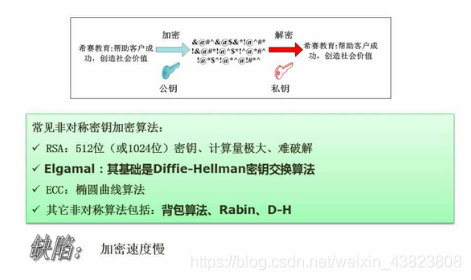 加密
解密
希赛教育:帮助客户成功，创造社会价值
&@#^&@$&*!@^#*
!&@#*!@^$*!^@*#^
!@*$^!@*^@!#*^
希赛教育:帮助客户成功，创造社会价值
公钥
私钥
常见非对称密钥加密算法：
✓ RSA：512位（或1024位）密钥、计算量极大、难破解
✓ Elgamal：其基础是Diffie-Hellman密钥交换算法
✓ ECC：椭圆曲线算法
✓ 其它非对称算法包括：背包算法、Rabin、D-H
缺陷： 加密速度慢
https://blog.csdn.net/weixin_43823808